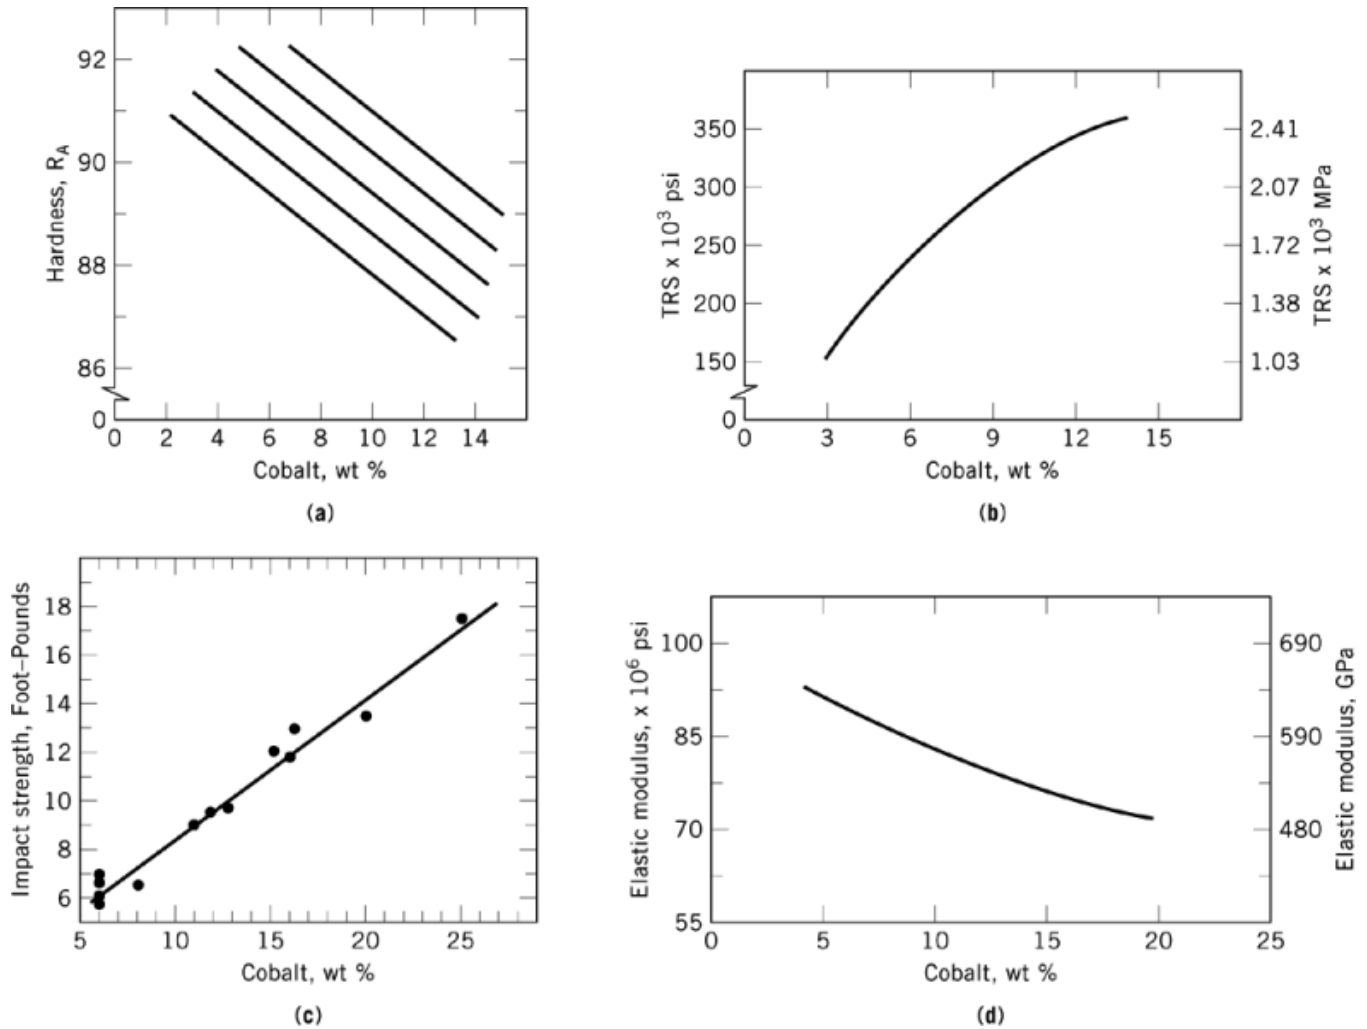 92
90
88
86
0
Hardness, R_A
0 2 4 6 8 10 12 14
Cobalt, wt %
(a)
350
300
250
200
150
0
TRS x 10³ psi
2.41
2.07
1.72
1.38
1.03
TRS x 10³ MPa
0 3 6 9 12 15
Cobalt, wt %
(b)
18
16
14
12
10
8
6
Impact strength, Foot–Pounds
5 10 15 20 25
Cobalt, wt %
(c)
100
85
70
55
Elastic modulus, x 10⁶ psi
690
590
480
Elastic modulus, GPa
0 5 10 15 20 25
Cobalt, wt %
(d)